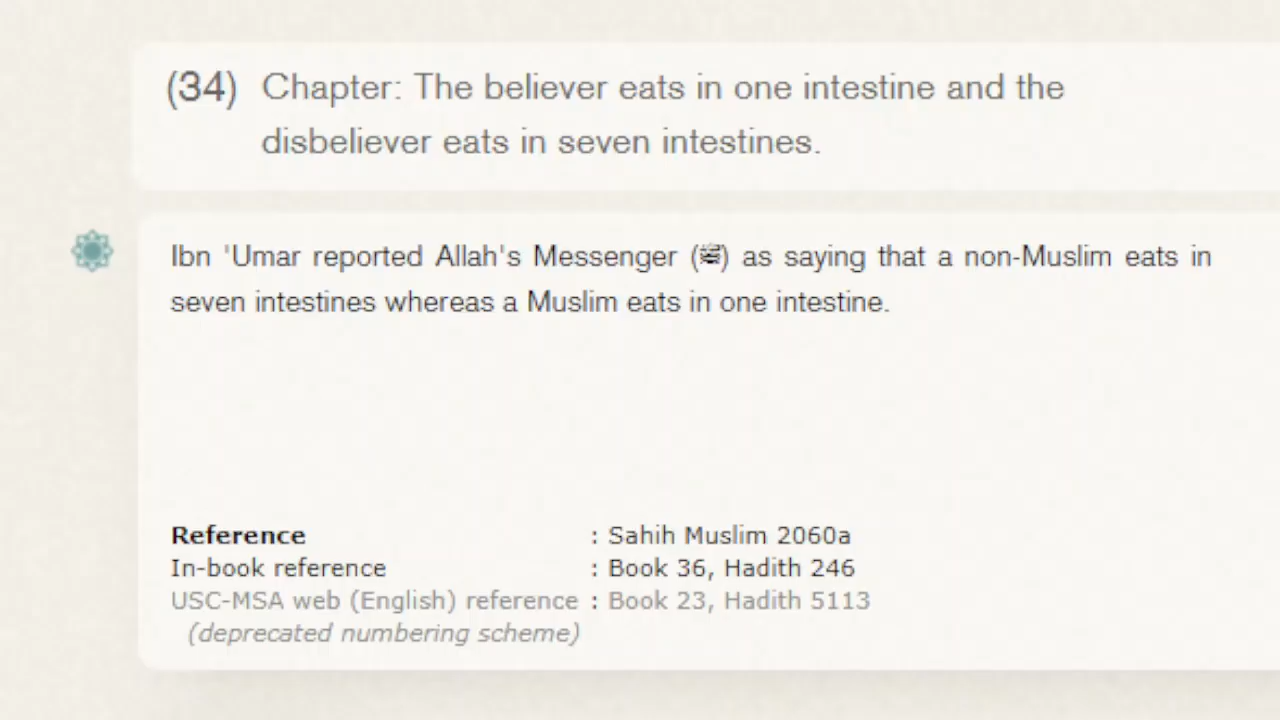 (34) Chapter: The believer eats in one intestine and the
disbeliever eats in seven intestines.
Ibn 'Umar reported Allah's Messenger (ﷺ) as saying that a non-Muslim eats in
seven intestines whereas a Muslim eats in one intestine.
Reference : Sahih Muslim 2060a
In-book reference : Book 36, Hadith 246
USC-MSA web (English) reference : Book 23, Hadith 5113
(deprecated numbering scheme)